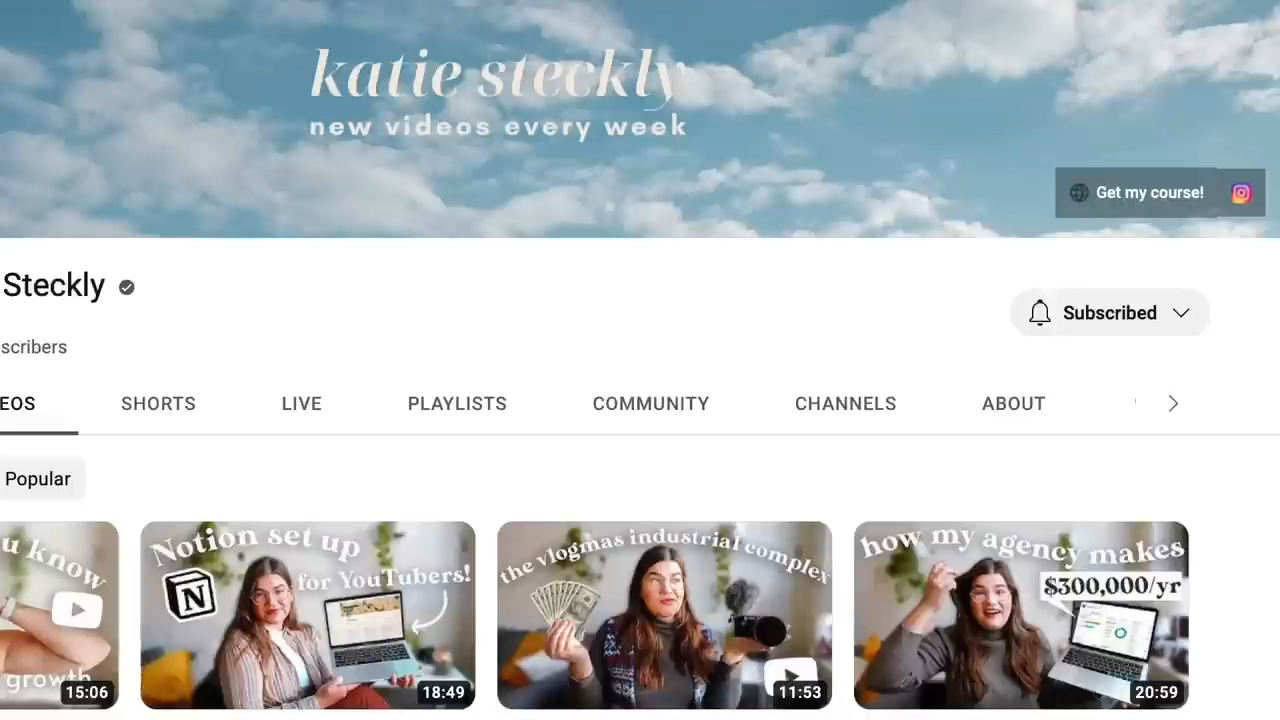 katie steckly
new videos every week
Get my course!
Steckly
scribers
Subscribed
EOS SHORTS LIVE PLAYLISTS COMMUNITY CHANNELS ABOUT
Popular
u know
growth
15:06
Notion set up
for YouTubers!
N
18:49
the vlogmas industrial complex
11:53
how my agency makes
$300,000/yr
20:59